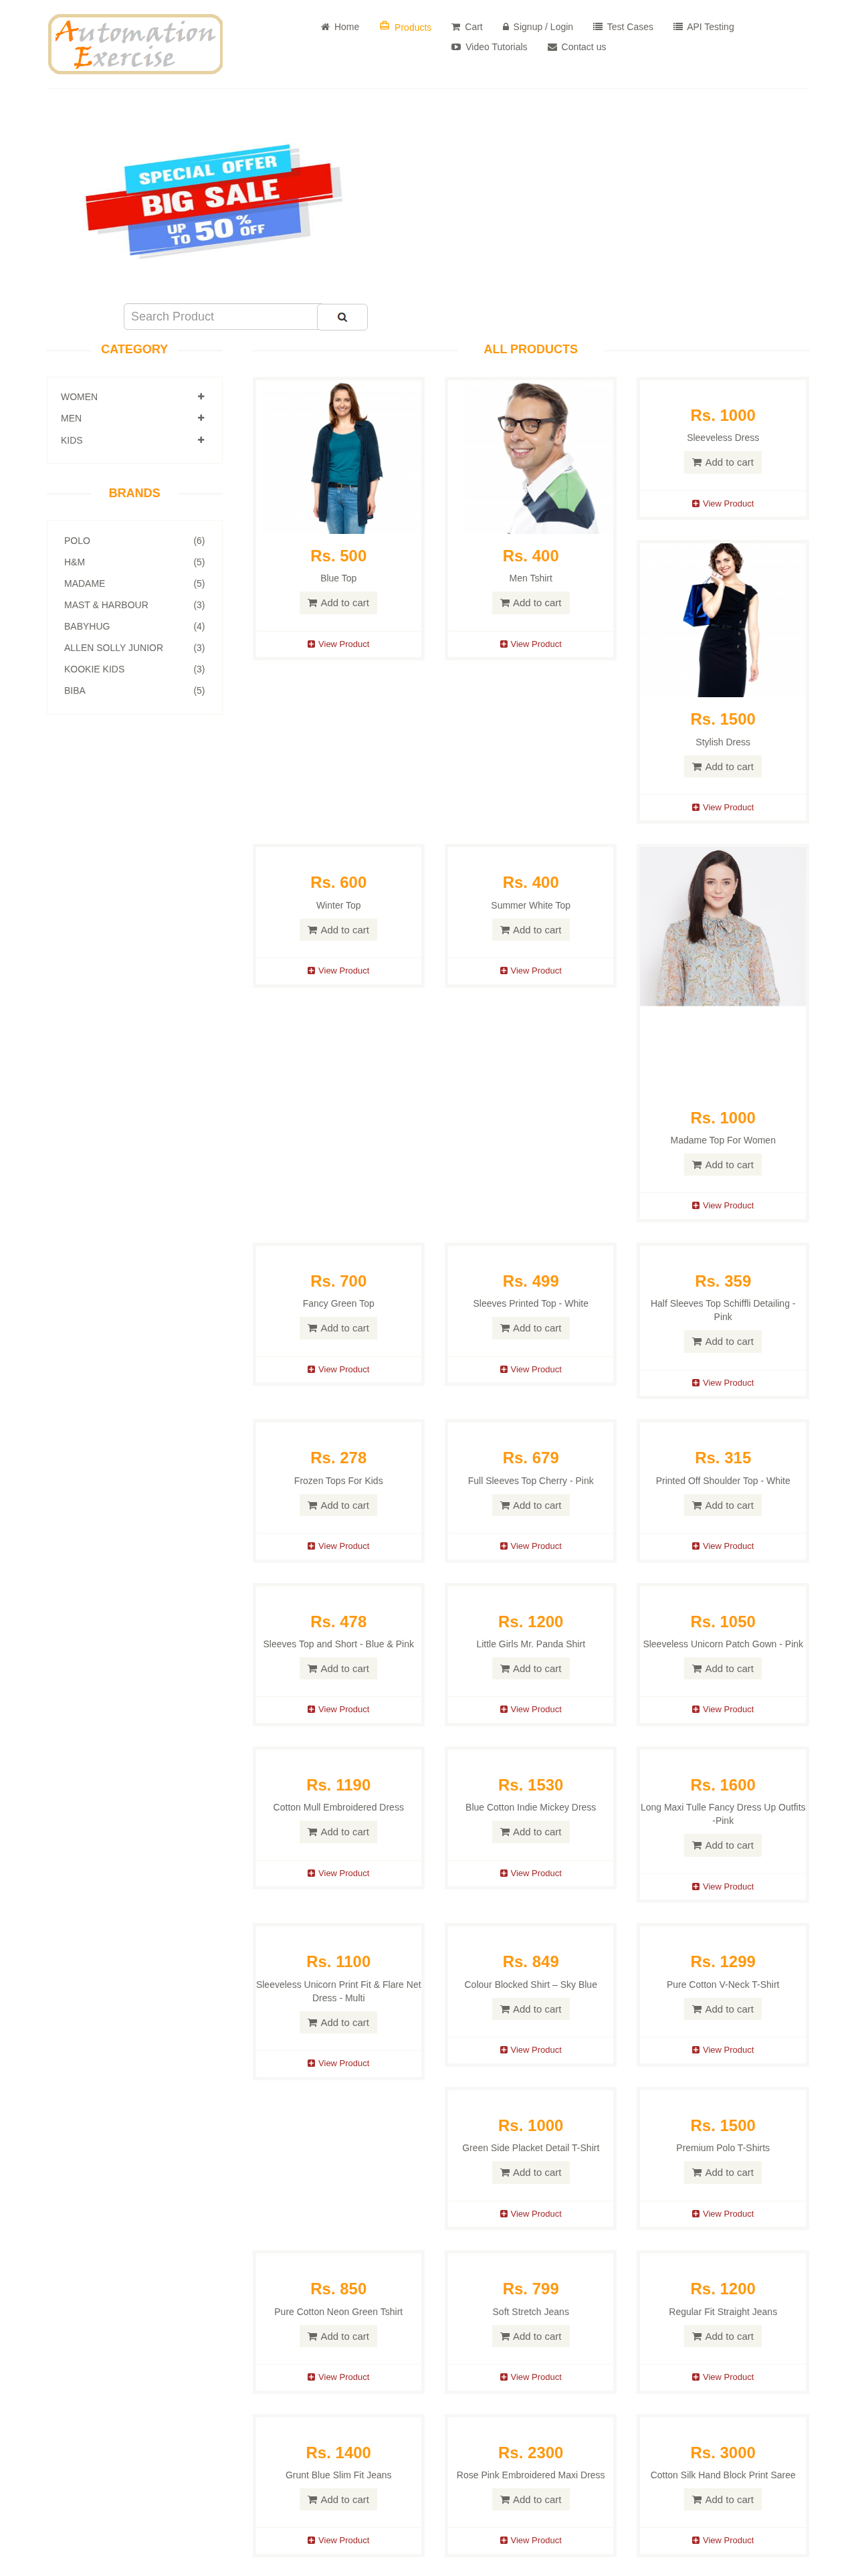 Automation
Exercise
Home
Products
Cart
Signup / Login
Test Cases
API Testing
Video Tutorials
Contact us
SPECIAL OFFER
BIG SALE
UP TO 50% OFF
Search Product
CATEGORY
WOMEN
MEN
KIDS
BRANDS
POLO (6)
H&M (5)
MADAME (5)
MAST & HARBOUR (3)
BABYHUG (4)
ALLEN SOLLY JUNIOR (3)
KOOKIE KIDS (3)
BIBA (5)
ALL PRODUCTS
Rs. 500
Blue Top
Add to cart
View Product
Rs. 400
Men Tshirt
Add to cart
View Product
Rs. 1000
Sleeveless Dress
Add to cart
View Product
Rs. 1500
Stylish Dress
Add to cart
View Product
Rs. 600
Winter Top
Add to cart
View Product
Rs. 400
Summer White Top
Add to cart
View Product
Rs. 1000
Madame Top For Women
Add to cart
View Product
Rs. 700
Fancy Green Top
Add to cart
View Product
Rs. 499
Sleeves Printed Top - White
Add to cart
View Product
Rs. 359
Half Sleeves Top Schiffli Detailing -
Pink
Add to cart
View Product
Rs. 278
Frozen Tops For Kids
Add to cart
View Product
Rs. 679
Full Sleeves Top Cherry - Pink
Add to cart
View Product
Rs. 315
Printed Off Shoulder Top - White
Add to cart
View Product
Rs. 478
Sleeves Top and Short - Blue & Pink
Add to cart
View Product
Rs. 1200
Little Girls Mr. Panda Shirt
Add to cart
View Product
Rs. 1050
Sleeveless Unicorn Patch Gown - Pink
Add to cart
View Product
Rs. 1190
Cotton Mull Embroidered Dress
Add to cart
View Product
Rs. 1530
Blue Cotton Indie Mickey Dress
Add to cart
View Product
Rs. 1600
Long Maxi Tulle Fancy Dress Up Outfits
-Pink
Add to cart
View Product
Rs. 1100
Sleeveless Unicorn Print Fit & Flare Net
Dress - Multi
Add to cart
View Product
Rs. 849
Colour Blocked Shirt – Sky Blue
Add to cart
View Product
Rs. 1299
Pure Cotton V-Neck T-Shirt
Add to cart
View Product
Rs. 1000
Green Side Placket Detail T-Shirt
Add to cart
View Product
Rs. 1500
Premium Polo T-Shirts
Add to cart
View Product
Rs. 850
Pure Cotton Neon Green Tshirt
Add to cart
View Product
Rs. 799
Soft Stretch Jeans
Add to cart
View Product
Rs. 1200
Regular Fit Straight Jeans
Add to cart
View Product
Rs. 1400
Grunt Blue Slim Fit Jeans
Add to cart
View Product
Rs. 2300
Rose Pink Embroidered Maxi Dress
Add to cart
View Product
Rs. 3000
Cotton Silk Hand Block Print Saree
Add to cart
View Product